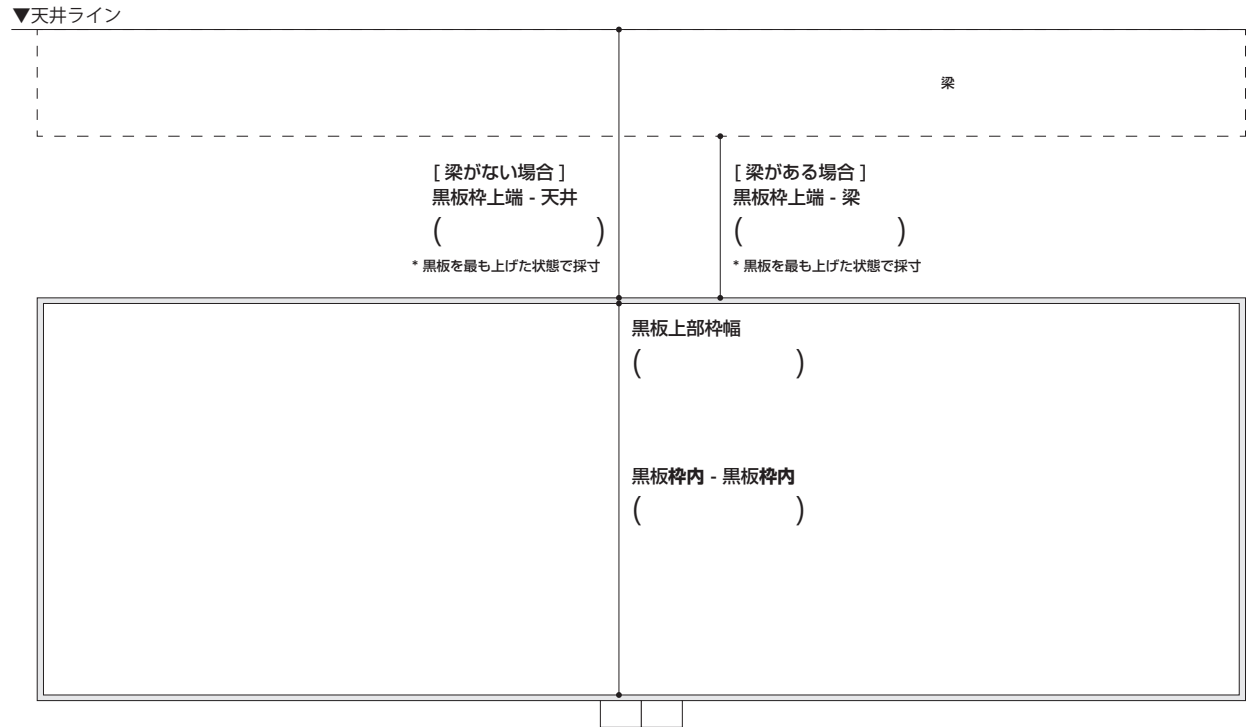 ▼天井ライン
梁
[ 梁がない場合 ]
黒板枠上端 - 天井
(　　　　　　)
* 黒板を最も上げた状態で採寸
[ 梁がある場合 ]
黒板枠上端 - 梁
(　　　　　　)
* 黒板を最も上げた状態で採寸
黒板上部枠幅
(　　　　　　)
黒板枠内 - 黒板枠内
(　　　　　　)